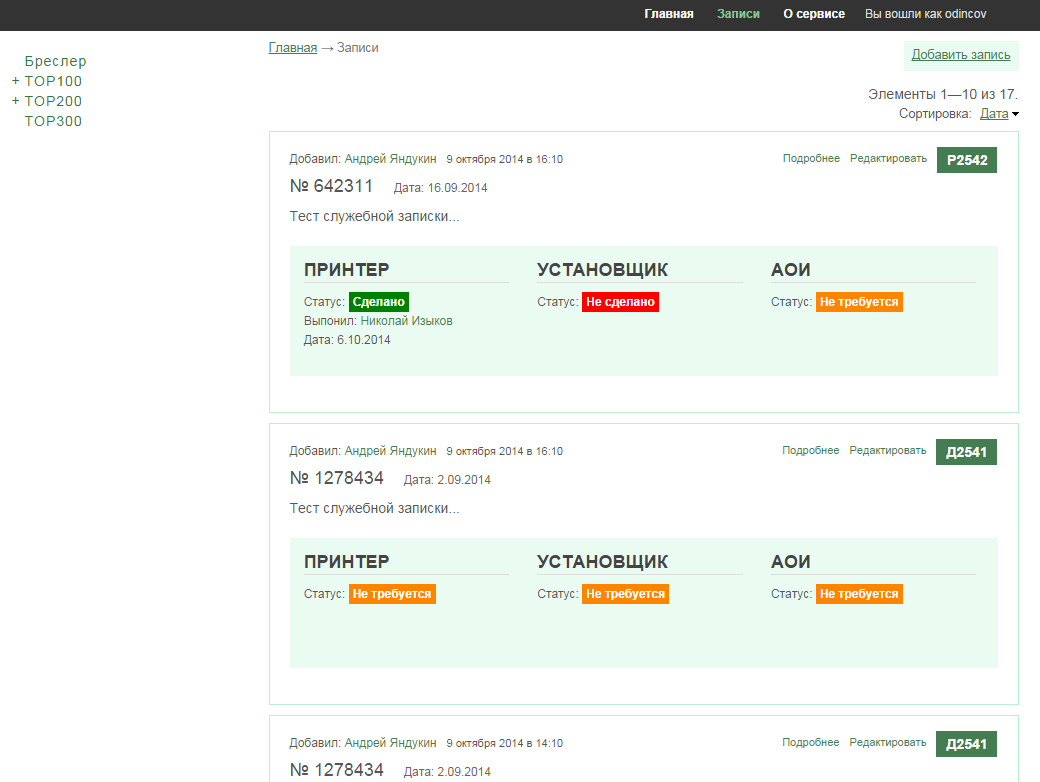 Главная Записи О сервисе Вы вошли как odincov
Бреслер
+ TOP100
+ TOP200
TOP300
Главная → Записи
Добавить запись
Элементы 1—10 из 17.
Сортировка: Дата
Добавил: Андрей Яндукин 9 октября 2014 в 16:10 Подробнее Редактировать Р2542
№ 642311 Дата: 16.09.2014
Тест служебной записки...
ПРИНТЕР УСТАНОВЩИК АОИ
Статус: Сделано Статус: Не сделано Статус: Не требуется
Выпонил: Николай Изыков
Дата: 6.10.2014
Добавил: Андрей Яндукин 9 октября 2014 в 16:10 Подробнее Редактировать Д2541
№ 1278434 Дата: 2.09.2014
Тест служебной записки...
ПРИНТЕР УСТАНОВЩИК АОИ
Статус: Не требуется Статус: Не требуется Статус: Не требуется
Добавил: Андрей Яндукин 9 октября 2014 в 14:10 Подробнее Редактировать Д2541
№ 1278434 Дата: 2.09.2014